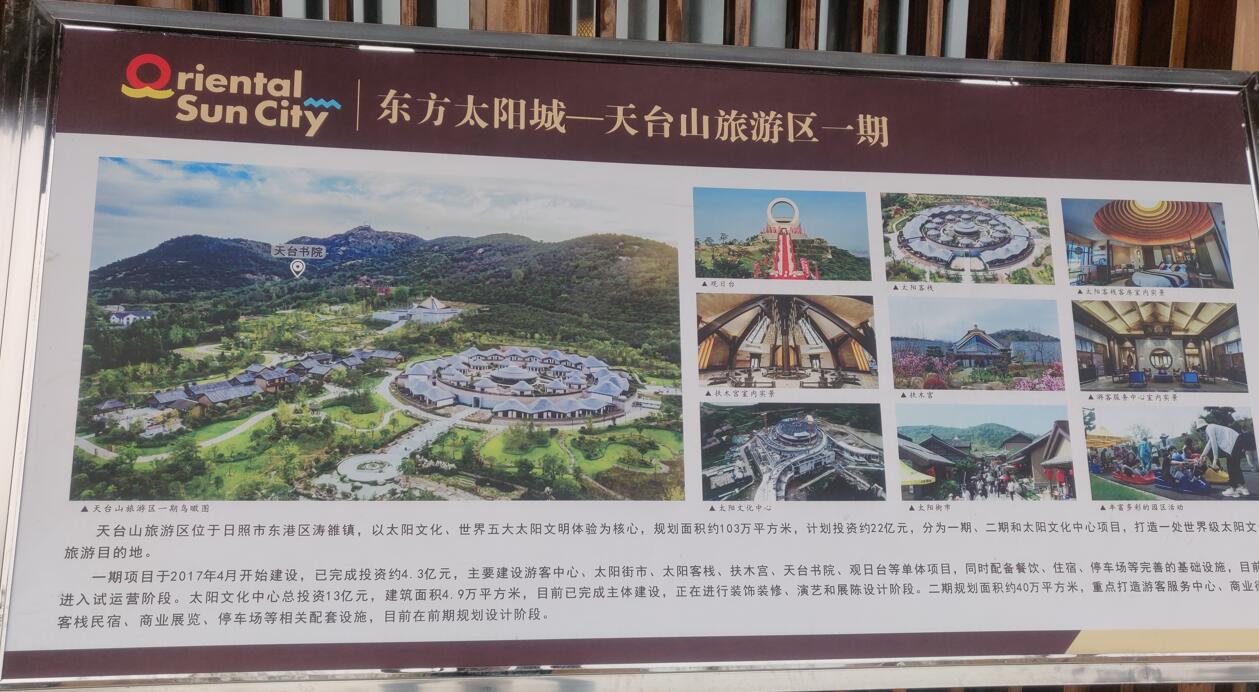 Oriental
Sun City
东方太阳城—天台山旅游区一期
天台书院
▲天台山旅游区一期鸟瞰图
▲观日台
▲太阳客栈
▲太阳客栈客房室内实景
▲扶木宫室内实景
▲扶木宫
▲游客服务中心室内实景
▲太阳文化中心
▲太阳街市
▲丰富多彩的园区活动
天台山旅游区位于日照市东港区涛雒镇，以太阳文化、世界五大太阳文明体验为核心，规划面积约103万平方米，计划投资约22亿元，分为一期、二期和太阳文化中心项目，打造一处世界级太阳文
旅游目的地。
一期项目于2017年4月开始建设，已完成投资约4.3亿元，主要建设游客中心、太阳街市、太阳客栈、扶木宫、天台书院、观日台等单体项目，同时配备餐饮、住宿、停车场等完善的基础设施，目前
进入试运营阶段。太阳文化中心总投资13亿元，建筑面积4.9万平方米，目前已完成主体建设，正在进行装饰装修、演艺和展陈设计阶段。二期规划面积约40万平方米，重点打造游客服务中心、商业
客栈民宿、商业展览、停车场等相关配套设施，目前在前期规划设计阶段。